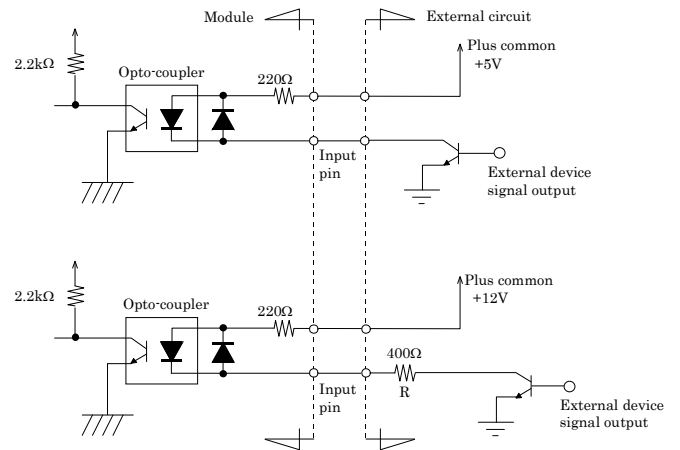 Module
External circuit
Plus common
+5V
2.2kΩ
Opto-coupler
220Ω
Input
pin
External device
signal output
2.2kΩ
Opto-coupler
220Ω
Plus common
+12V
400Ω
R
Input
pin
External device
signal output